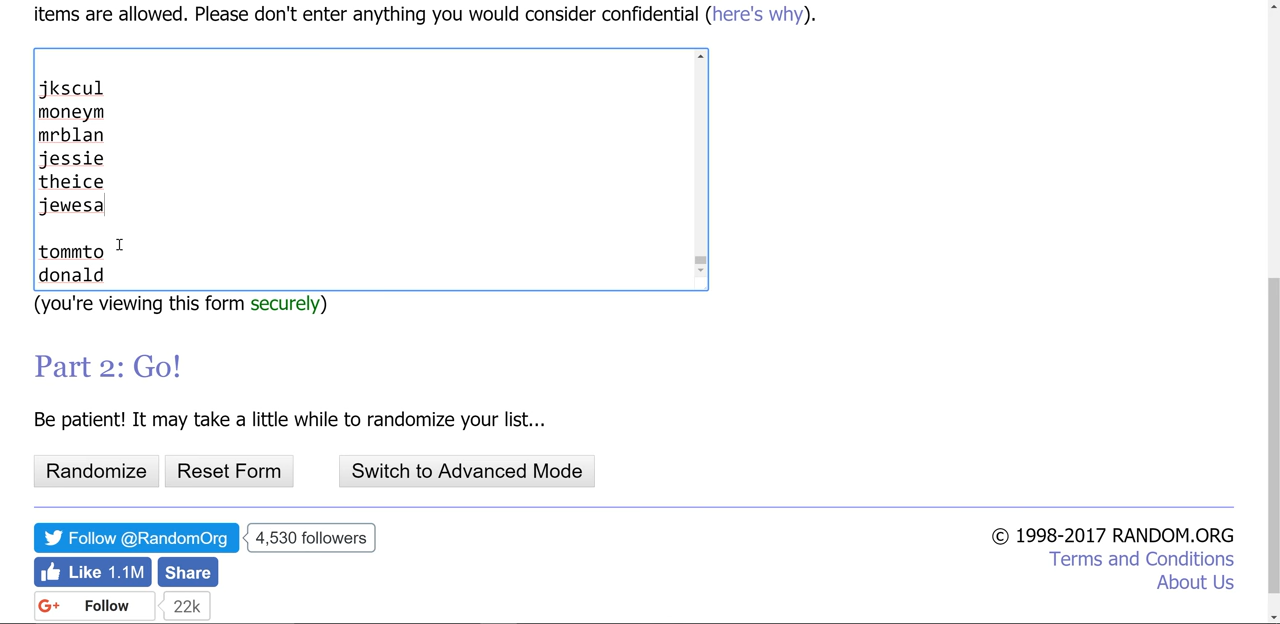 items are allowed. Please don't enter anything you would consider confidential (here's why).
jkscul
moneym
mrblan
jessie
theice
jewesa
tommto
donald
(you're viewing this form securely)
Part 2: Go!
Be patient! It may take a little while to randomize your list...
Randomize Reset Form Switch to Advanced Mode
Follow @RandomOrg 4,530 followers
Like 1.1M Share
G+ Follow 22k
© 1998-2017 RANDOM.ORG
Terms and Conditions
About Us